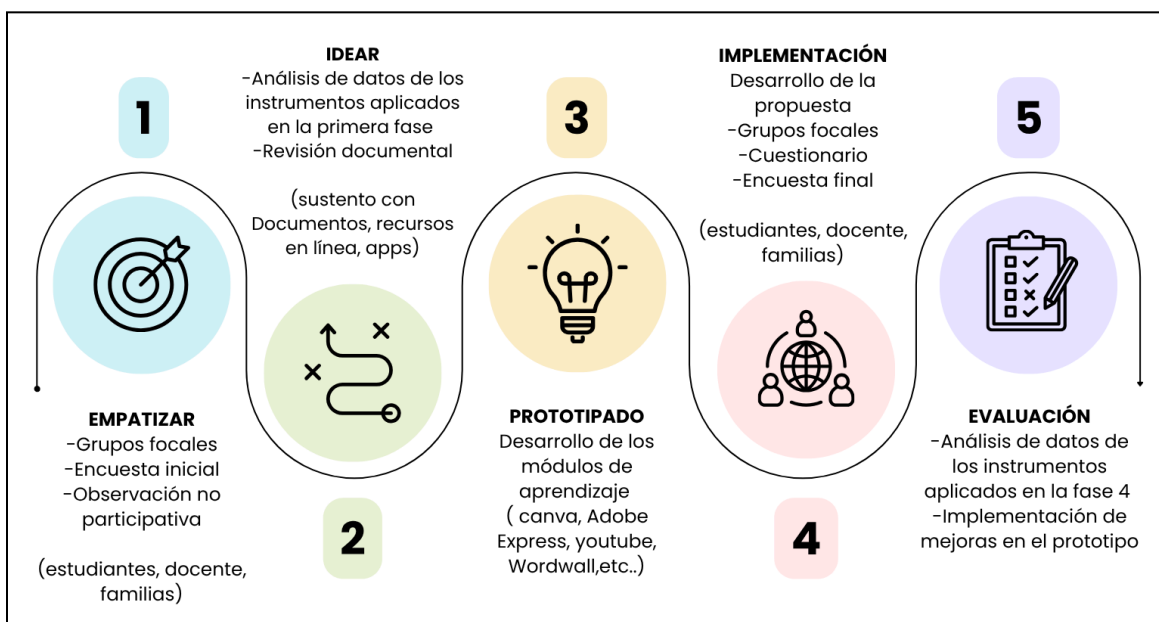 1
EMPATIZAR
-Grupos focales
-Encuesta inicial
-Observación no
participativa
(estudiantes, docente,
familias)
IDEAR
-Análisis de datos de los
instrumentos aplicados
en la primera fase
-Revisión documental
(sustento con
Documentos, recursos
en línea, apps)
2
3
PROTOTIPADO
Desarrollo de los
módulos de
aprendizaje
( canva, Adobe
Express, youtube,
Wordwall,etc..)
IMPLEMENTACIÓN
Desarrollo de la
propuesta
-Grupos focales
-Cuestionario
-Encuesta final
(estudiantes, docente,
familias)
4
5
EVALUACIÓN
-Análisis de datos de
los instrumentos
aplicados en la fase 4
-Implementación de
mejoras en el prototipo